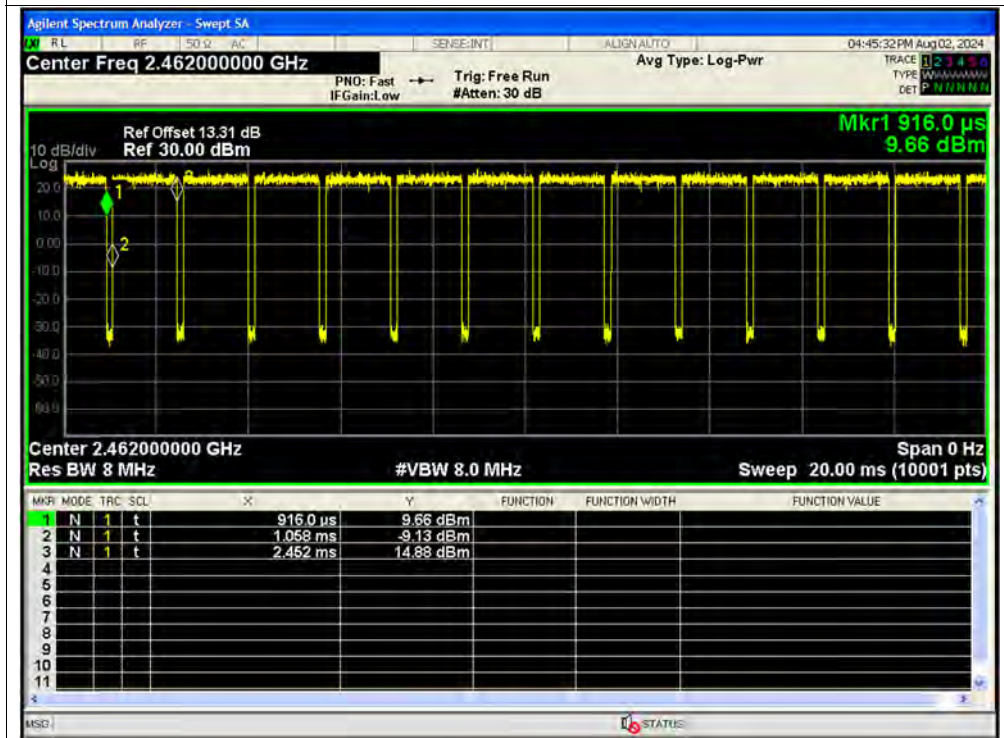 Agilent Spectrum Analyzer - Swept SA
RL RF 50 Ω AC SENSE:INT ALIGN AUTO 04:45:32 PM Aug 02, 2024
Center Freq 2.462000000 GHz Avg Type: Log-Pwr TRACE 1 2 3 4 5 6
PNO: Fast Trig: Free Run TYPE W
IFGain:Low #Atten: 30 dB DET P N N N N N
Mkr1 916.0 µs
Ref Offset 13.31 dB
10 dB/div Ref 30.00 dBm 9.66 dBm
Log
20.0
10.0
0.00
-10.0
-20.0
-30.0
-40.0
-50.0
-60.0
1
2
3
Center 2.462000000 GHz Span 0 Hz
Res BW 8 MHz #VBW 8.0 MHz Sweep 20.00 ms (10001 pts)
MKR MODE TRC SCL X Y FUNCTION FUNCTION WIDTH FUNCTION VALUE
1 N 1 t 916.0 µs 9.66 dBm
2 N 1 t 1.058 ms -9.13 dBm
3 N 1 t 2.452 ms 14.88 dBm
4
5
6
7
8
9
10
11
MSG STATUS